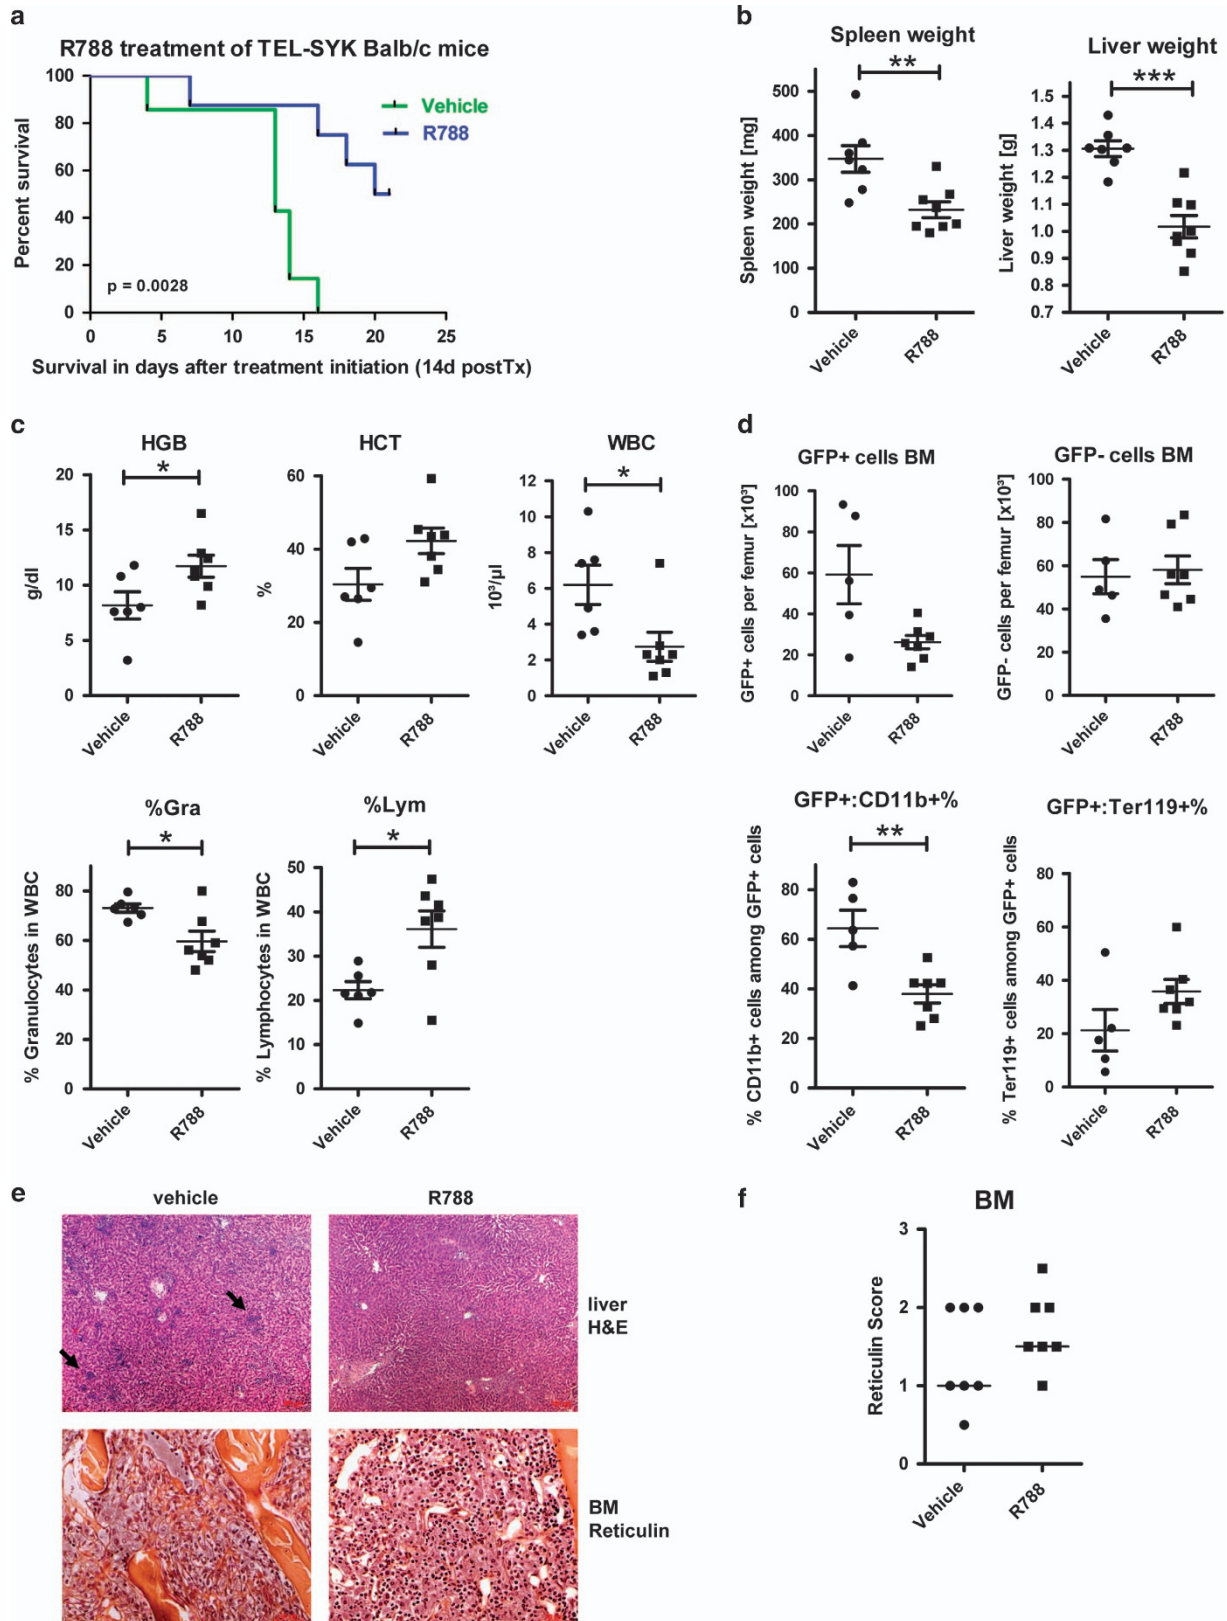 a
R788 treatment of TEL-SYK Balb/c mice
Percent survival
100
80
60
40
20
0
Vehicle
R788
p = 0.0028
0 5 10 15 20 25
Survival in days after treatment initiation (14d postTx)
b
Spleen weight
**
Spleen weight [mg]
500
400
300
200
100
0
Vehicle R788
Liver weight
***
Liver weight [g]
1.5
1.4
1.3
1.2
1.1
1.0
0.9
0.8
0.7
Vehicle R788
c
HGB
*
g/dl
20
15
10
5
0
Vehicle R788
HCT
%
60
40
20
0
Vehicle R788
WBC
*
10³/µl
12
10
8
6
4
2
0
Vehicle R788
%Gra
*
% Granulocytes in WBC
80
60
40
20
0
Vehicle R788
%Lym
*
% Lymphocytes in WBC
50
40
30
20
10
0
Vehicle R788
d
GFP+ cells BM
GFP+ cells per femur [x10³]
100
80
60
40
20
0
Vehicle R788
GFP- cells BM
GFP- cells per femur [x10³]
100
80
60
40
20
0
Vehicle R788
GFP+:CD11b+%
**
% CD11b+ cells among GFP+ cells
80
60
40
20
0
Vehicle R788
GFP+:Ter119+%
% Ter119+ cells among GFP+ cells
80
60
40
20
0
Vehicle R788
e
vehicle R788
liver
H&E
BM
Reticulin
f
BM
Reticulin Score
3
2
1
0
Vehicle R788